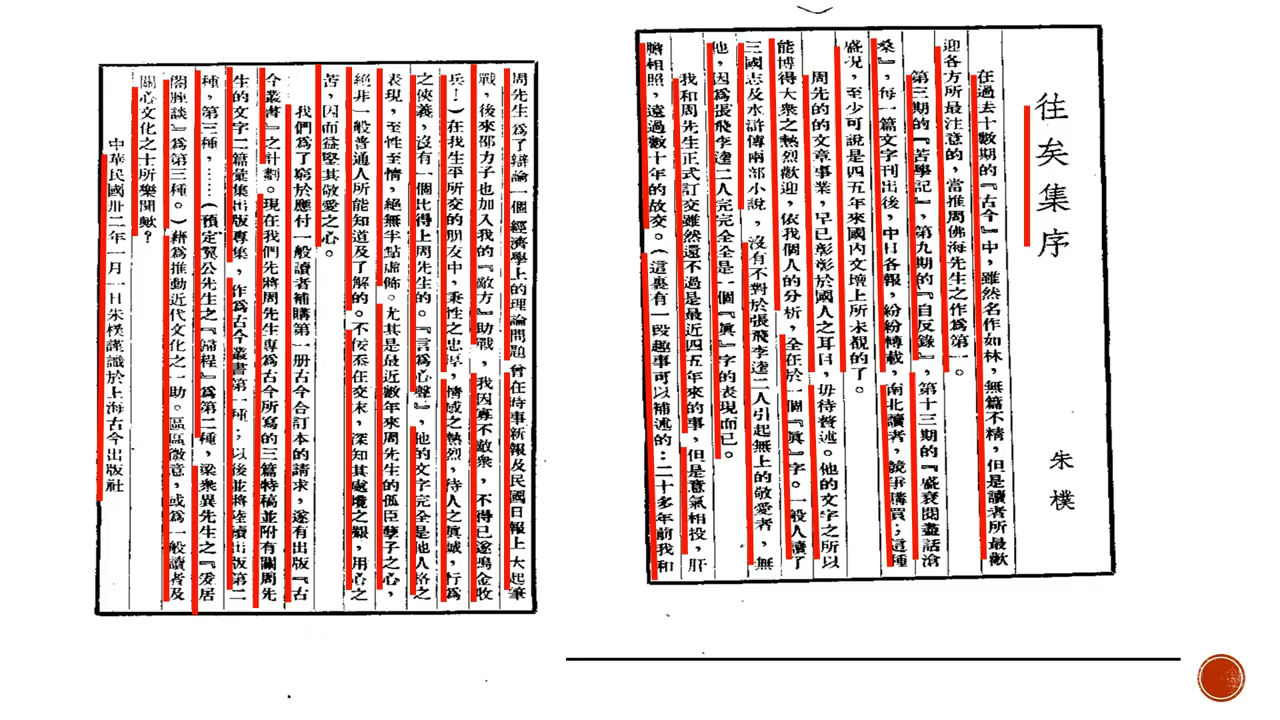 往矣集序
朱樸
在過去十數期的『古今』中，雖然名作如林，無篇不精，但是讀者所最歡
迎各方所最注意的，當推周佛海先生之作為第一。
第三期的『苦學記』，第九期的『自反錄』，第十三期的『盛衰閱盡話滄
桑』，每一篇文字刊出後，中日各報，紛紛轉載，南北讀者，競爭購買；這種
盛况，至少可說是四五年來國內文壇上所未覩的了。
周先的的文章事業，早已彰彰於國人之耳目，毋待贅述。他的文字之所以
能博得大衆之熱烈歡迎，依我個人的分析，全在於一個『眞』字。一般人讀了
三國志及水滸傳兩部小說，沒有不對於張飛李逵二人引起無上的敬愛者，無
他，因爲張飛李逵二人完完全全是一個『眞』字的表現而已。
我和周先生正式訂交雖然還不過是最近四五年來的事，但是意氣相投，肝
膽相照，遠過數十年的故交。（這裏有一段趣事可以補述的：二十多年前我和
周先生爲了辯論一個經濟學上的理論問題曾在時事新報及民國日報上大起筆
戰，後來邵力子也加入我的『敵方』助戰，我因寡不敵衆，不得已遂鳴金收
兵！）在我生平所交的朋友中，秉性之忠厚，情感之熱烈，待人之眞誠，行爲
之俠義，沒有一個比得上周先生的。『言爲心聲』，他的文字完全是他人格之
表現，至性至情，絕無半點虛飾。尤其是最近數年來周先生的孤臣孽子之心，
絕非一般普通人所能知道及了解的。不佞忝在交末，深知其處境之艱，用心之
苦，因而益堅其敬愛之心。
我們爲了窮於應付一般讀者補購第一册古今合訂本的請求，遂有出版『古
今叢書』之計劃。現在我們先將周先生專爲古今所寫的三篇特稿並附有關周先
生的文字二篇彙集出版專集，作爲古今叢書第一種；以後並將陸續出版第二
種，第三種，……（預定冀公先生之『歸程』爲第二種，梁衆異先生之『爰居
閣脞談』爲第三種。）藉爲推動近代文化之一助。區區微意，或爲一般讀者及
關心文化之士所樂聞歟？
中華民國卅二年一月一日朱樸謹識於上海古今出版社